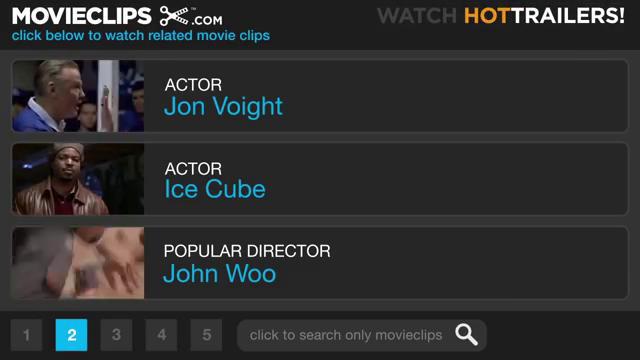 MOVIECLIPS .COM™
WATCH HOTTRAILERS!
click below to watch related movie clips
ACTOR
Jon Voight
ACTOR
Ice Cube
POPULAR DIRECTOR
John Woo
1 2 3 4 5 click to search only movieclips